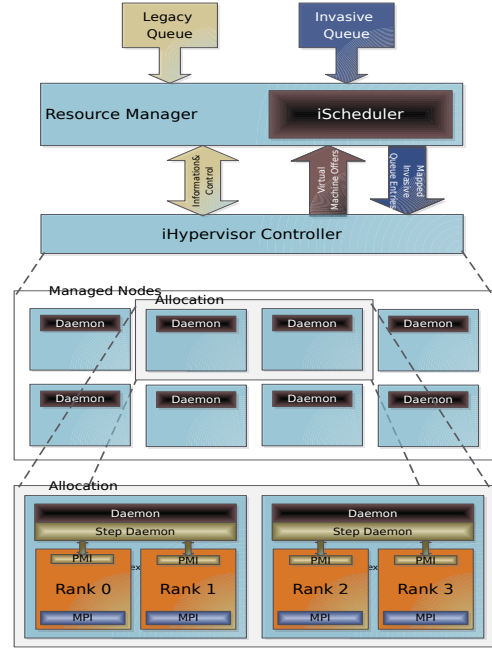 Legacy
Queue
Invasive
Queue
Resource Manager
iScheduler
Information&
Control
Virtual
Machine Offers
Mapped
Invasive
Queue Entries
iHypervisor Controller
Managed Nodes
Allocation
Daemon
Daemon
Daemon
Daemon
Daemon
Daemon
Daemon
Daemon
Allocation
Daemon
Daemon
Step Daemon
Step Daemon
PMI
PMI
PMI
PMI
ex
ex
Rank 0
Rank 1
Rank 2
Rank 3
MPI
MPI
MPI
MPI